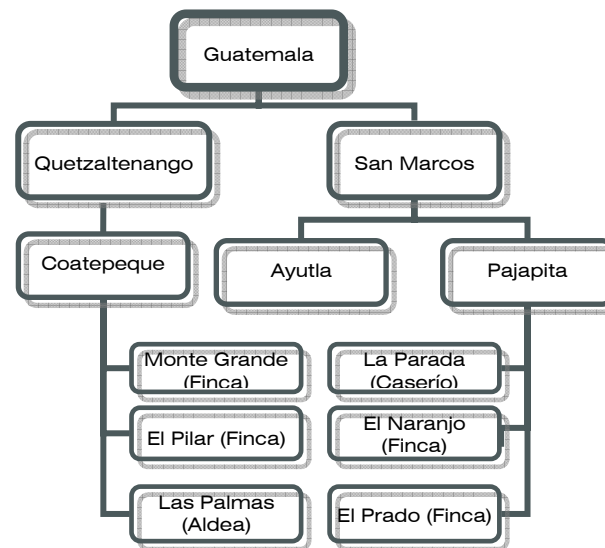 Guatemala
Quetzaltenango
San Marcos
Coatepeque
Ayutla
Pajapita
Monte Grande
(Finca)
La Parada
(Caserío)
El Pilar (Finca)
El Naranjo
(Finca)
Las Palmas
(Aldea)
El Prado (Finca)